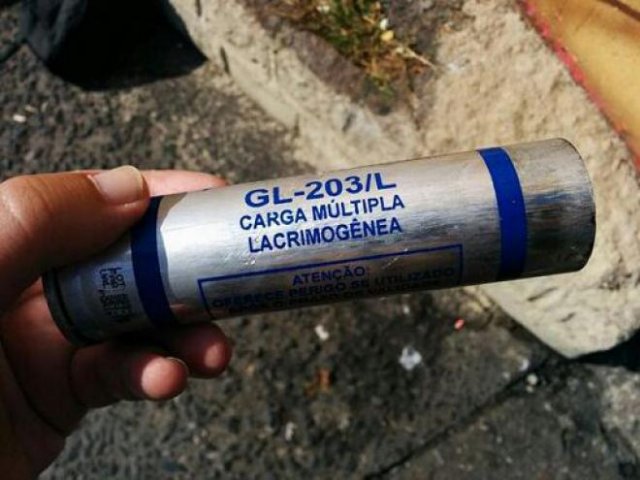 GL-203/L
CARGA MÚLTIPLA
LACRIMOGÊNEA
ATENÇÃO:
OFERECE PERIGO SE UTILIZADO